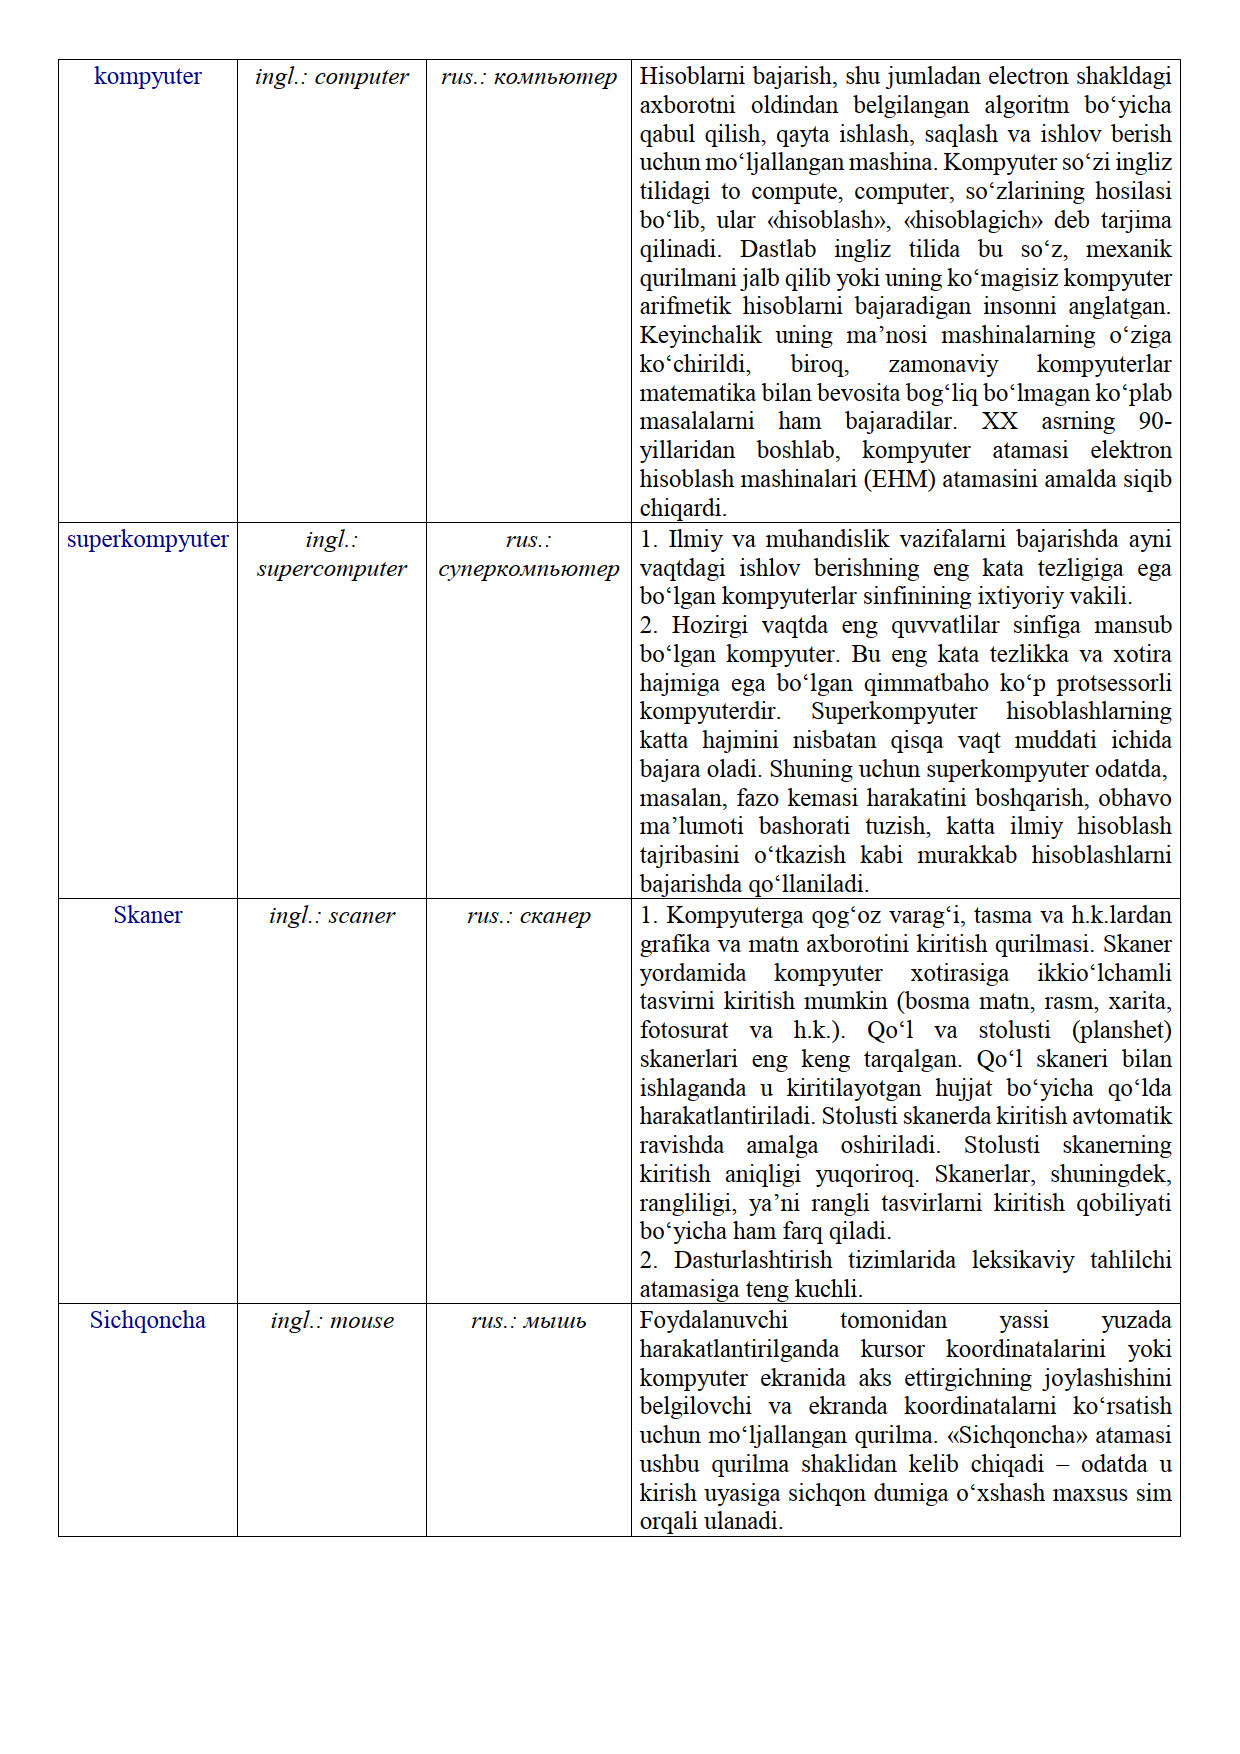 kompyuter
ingl.: computer
rus.: компьютер
Hisoblarni bajarish, shu jumladan electron shakldagi
axborotni oldindan belgilangan algoritm bo‘yicha
qabul qilish, qayta ishlash, saqlash va ishlov berish
uchun mo‘ljallangan mashina. Kompyuter so‘zi ingliz
tilidagi to compute, computer, so‘zlarining hosilasi
bo‘lib, ular «hisoblash», «hisoblagich» deb tarjima
qilinadi. Dastlab ingliz tilida bu so‘z, mexanik
qurilmani jalb qilib yoki uning ko‘magisiz kompyuter
arifmetik hisoblarni bajaradigan insonni anglatgan.
Keyinchalik uning ma’nosi mashinalarning o‘ziga
ko‘chirildi, biroq, zamonaviy kompyuterlar
matematika bilan bevosita bog‘liq bo‘lmagan ko‘plab
masalalarni ham bajaradilar. XX asrning 90-
yillaridan boshlab, kompyuter atamasi elektron
hisoblash mashinalari (EHM) atamasini amalda siqib
chiqardi.
superkompyuter
ingl.:
supercomputer
rus.:
суперкомпьютер
1. Ilmiy va muhandislik vazifalarni bajarishda ayni
vaqtdagi ishlov berishning eng kata tezligiga ega
bo‘lgan kompyuterlar sinfinining ixtiyoriy vakili.
2. Hozirgi vaqtda eng quvvatlilar sinfiga mansub
bo‘lgan kompyuter. Bu eng kata tezlikka va xotira
hajmiga ega bo‘lgan qimmatbaho ko‘p protsessorli
kompyuterdir. Superkompyuter hisoblashlarning
katta hajmini nisbatan qisqa vaqt muddati ichida
bajara oladi. Shuning uchun superkompyuter odatda,
masalan, fazo kemasi harakatini boshqarish, obhavo
ma’lumoti bashorati tuzish, katta ilmiy hisoblash
tajribasini o‘tkazish kabi murakkab hisoblashlarni
bajarishda qo‘llaniladi.
Skaner
ingl.: scaner
rus.: сканер
1. Kompyuterga qog‘oz varag‘i, tasma va h.k.lardan
grafika va matn axborotini kiritish qurilmasi. Skaner
yordamida kompyuter xotirasiga ikkio‘lchamli
tasvirni kiritish mumkin (bosma matn, rasm, xarita,
fotosurat va h.k.). Qo‘l va stolusti (planshet)
skanerlari eng keng tarqalgan. Qo‘l skaneri bilan
ishlaganda u kiritilayotgan hujjat bo‘yicha qo‘lda
harakatlantiriladi. Stolusti skanerda kiritish avtomatik
ravishda amalga oshiriladi. Stolusti skanerning
kiritish aniqligi yuqoriroq. Skanerlar, shuningdek,
rangliligi, ya’ni rangli tasvirlarni kiritish qobiliyati
bo‘yicha ham farq qiladi.
2. Dasturlashtirish tizimlarida leksikaviy tahlilchi
atamasiga teng kuchli.
Sichqoncha
ingl.: mouse
rus.: мышь
Foydalanuvchi tomonidan yassi yuzada
harakatlantirilganda kursor koordinatalarini yoki
kompyuter ekranida aks ettirgichning joylashishini
belgilovchi va ekranda koordinatalarni ko‘rsatish
uchun mo‘ljallangan qurilma. «Sichqoncha» atamasi
ushbu qurilma shaklidan kelib chiqadi – odatda u
kirish uyasiga sichqon dumiga o‘xshash maxsus sim
orqali ulanadi.